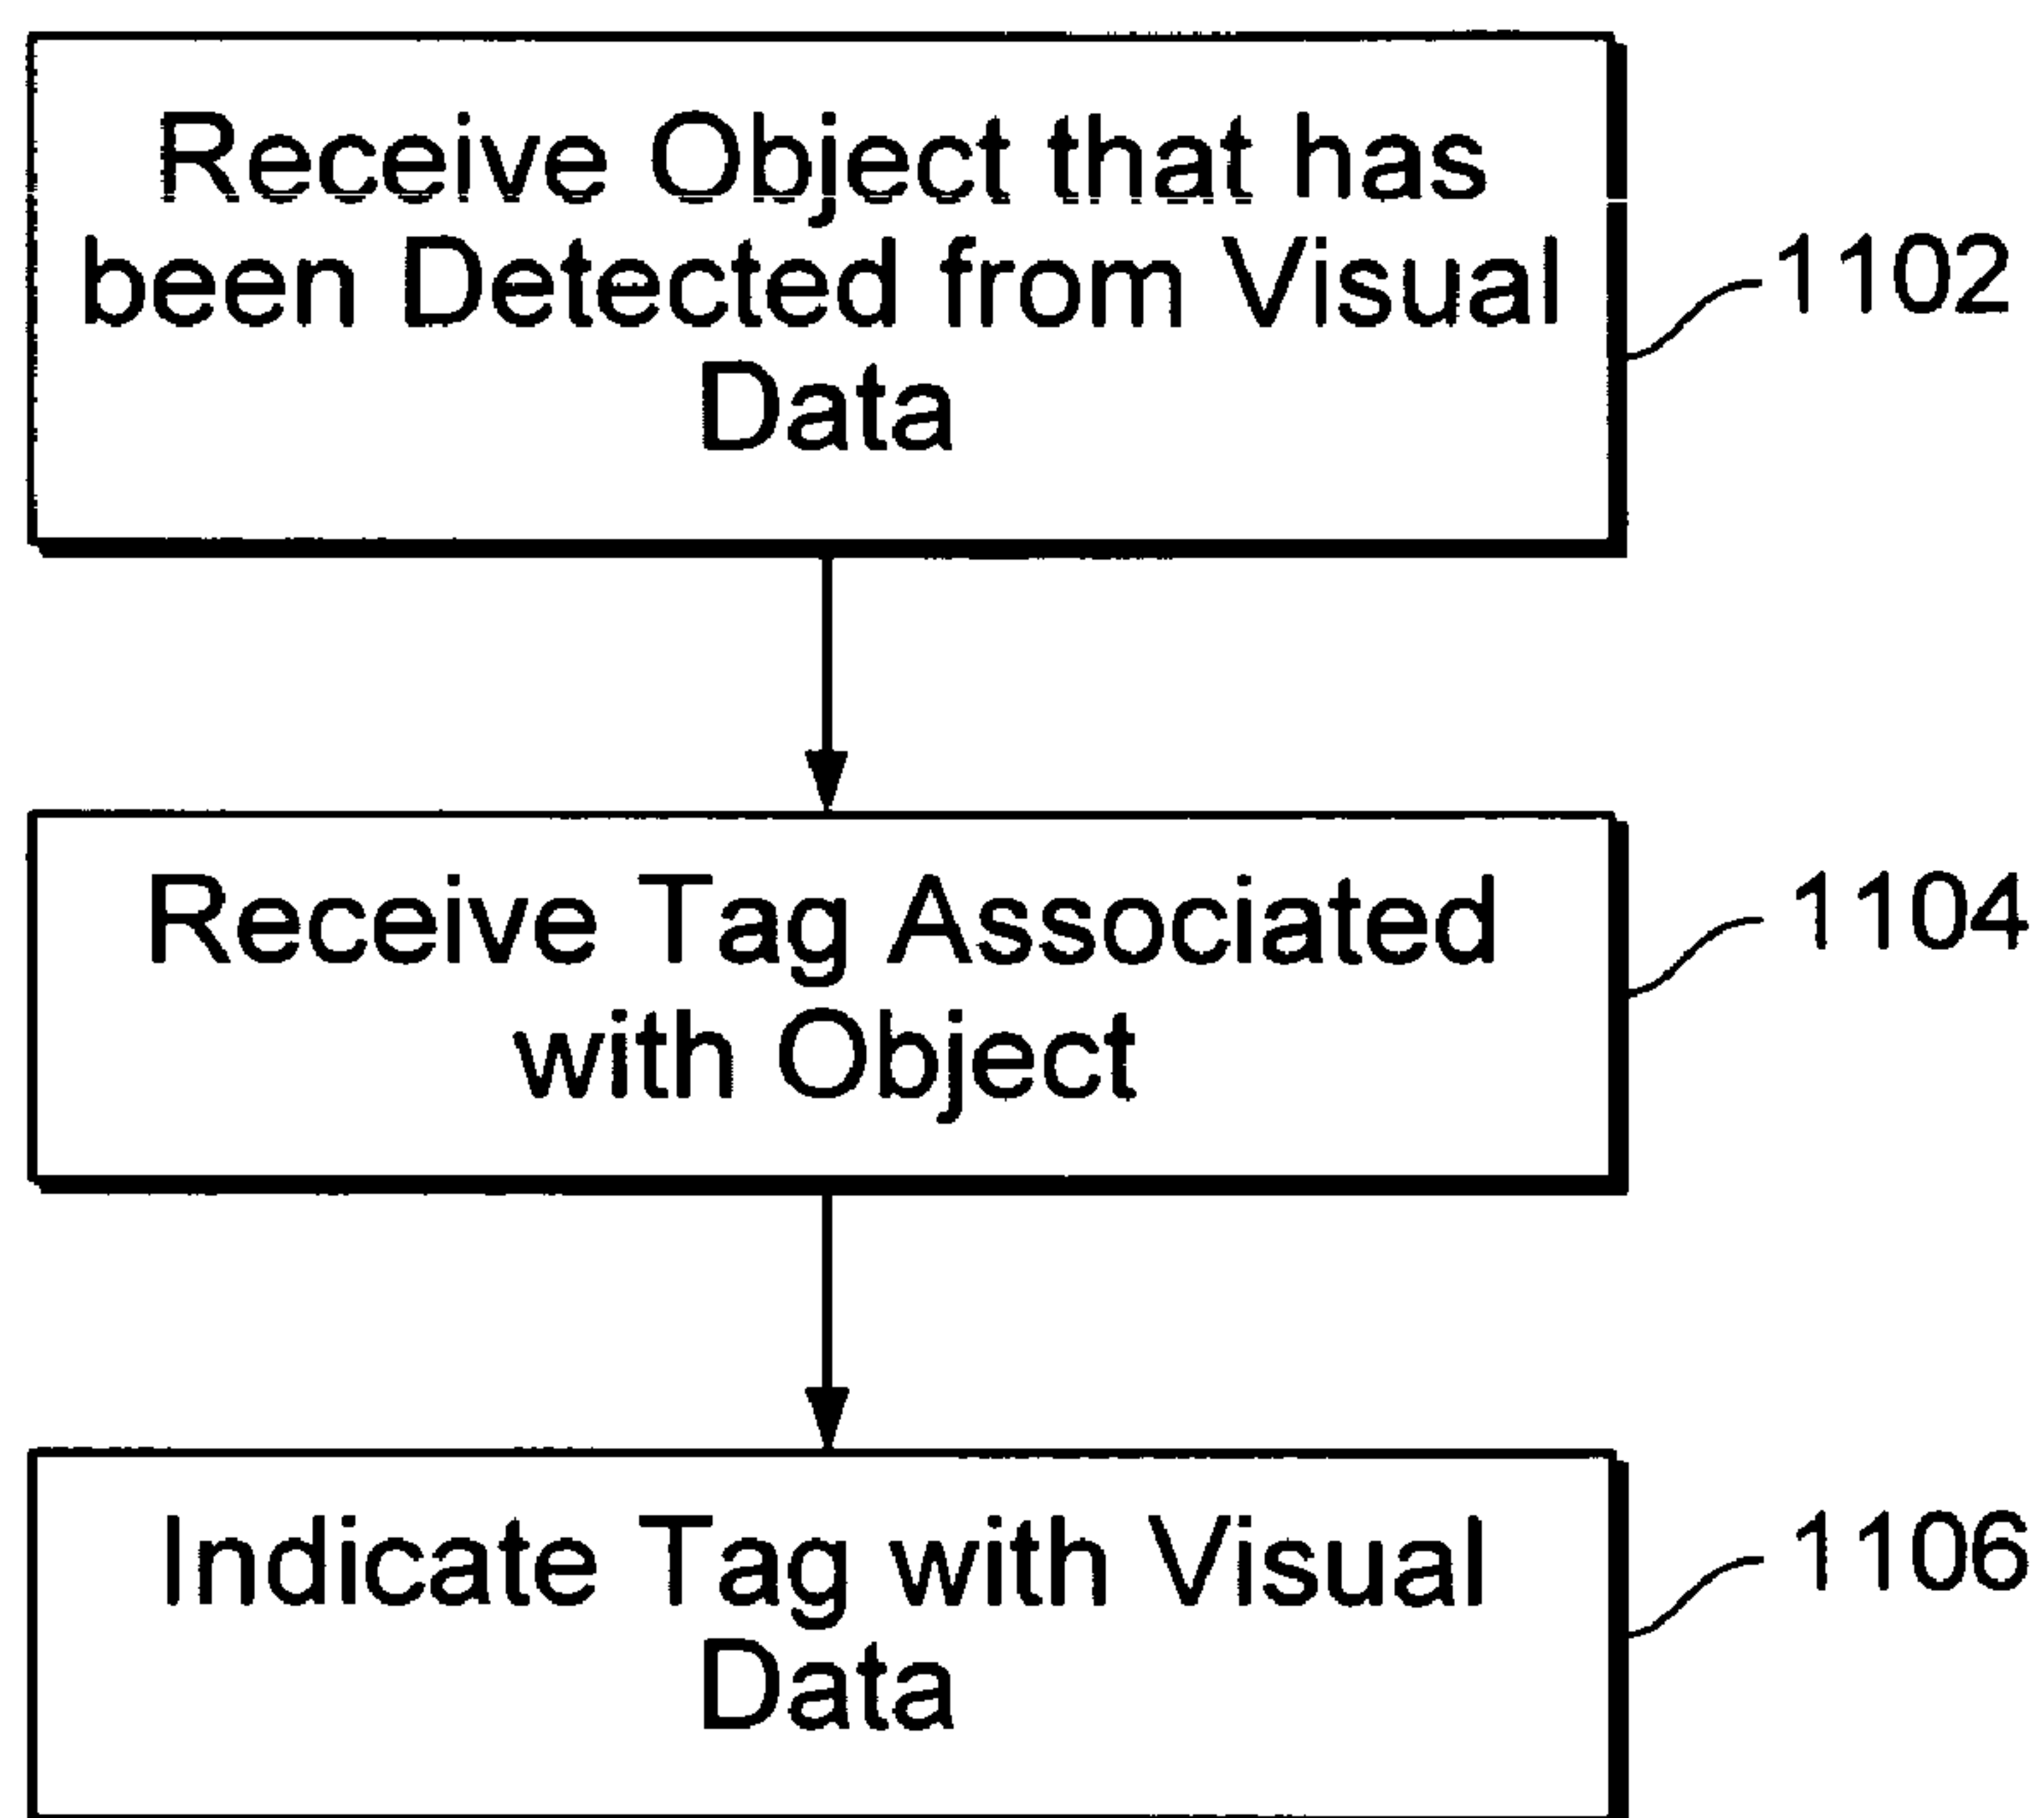 Receive Object that has
been Detected from Visual
Data
1102
Receive Tag Associated
with Object
1104
Indicate Tag with Visual
Data
1106